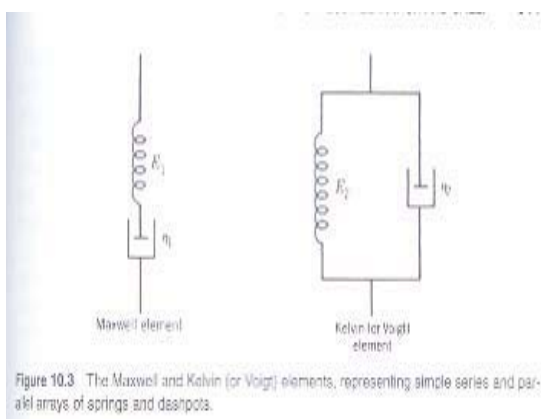 E₁
η₁
E₂
η₂
Maxwell element
Kelvin (or Voigt)
element
Figure 10.3 The Maxwell and Kelvin (or Voigt) elements, representing simple series and par-
allel arrays of springs and dashpots.